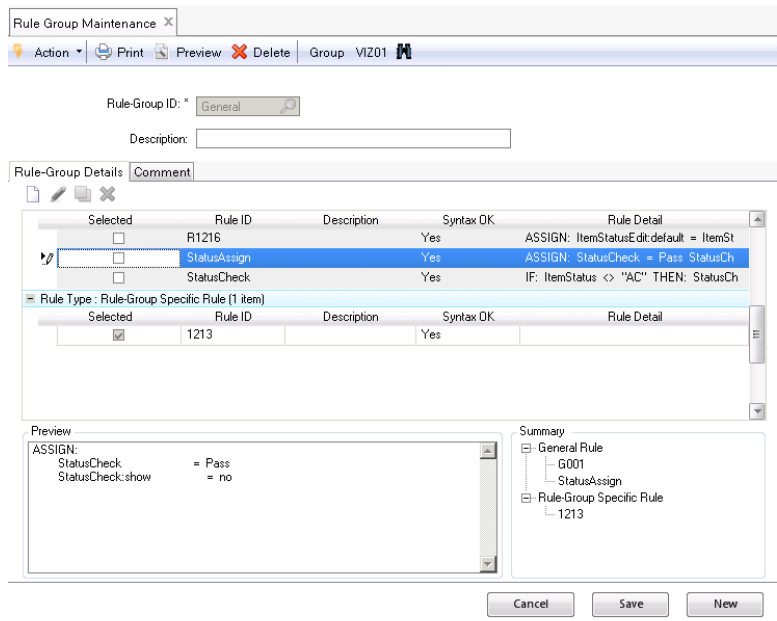 Rule Group Maintenance X
Action Print Preview Delete Group VIZ01
Rule-Group ID: * General
Description:
Rule-Group Details Comment
Selected Rule ID Description Syntax OK Rule Detail
R1216 Yes ASSIGN: ItemStatusEdit:default = ItemSt
StatusAssign Yes ASSIGN: StatusCheck = Pass StatusCh
StatusCheck Yes IF: ItemStatus <> "AC" THEN: StatusCh
Rule Type : Rule-Group Specific Rule (1 item)
Selected Rule ID Description Syntax OK Rule Detail
1213 Yes
Preview
ASSIGN:
StatusCheck = Pass
StatusCheck:show = no
Summary
General Rule
G001
StatusAssign
Rule-Group Specific Rule
1213
Cancel Save New